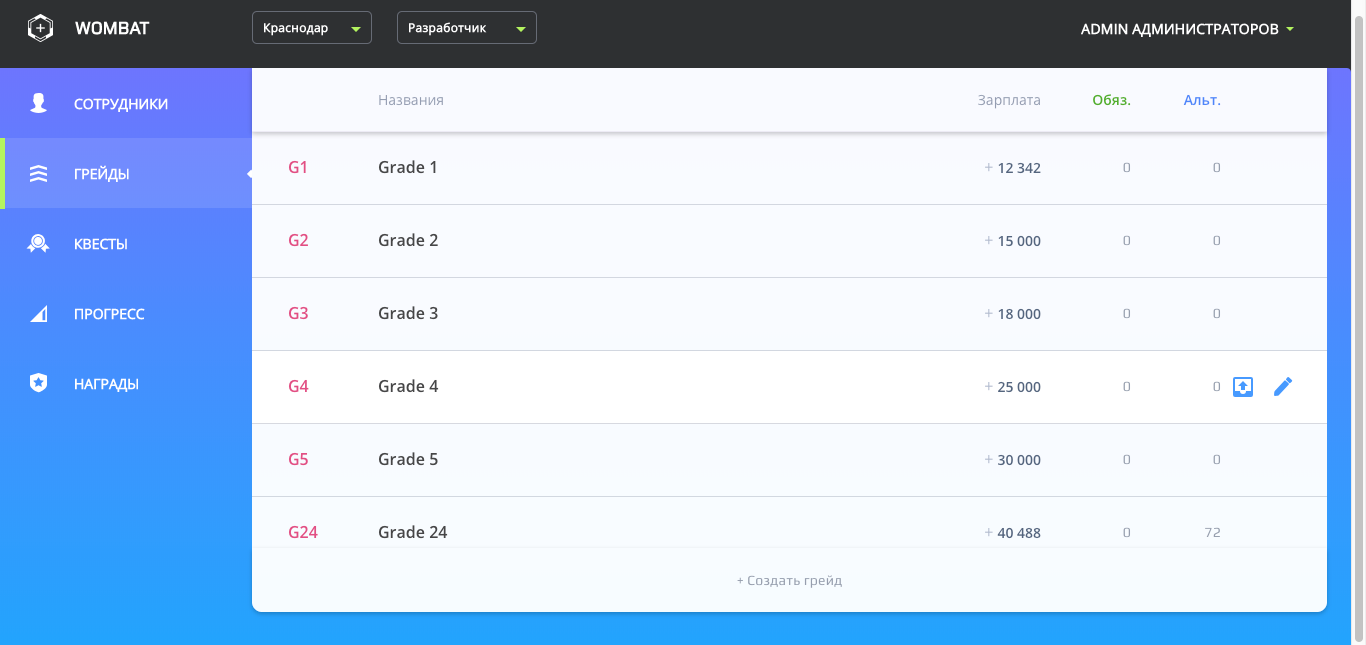 WOMBAT
Краснодар
Разработчик
ADMIN АДМИНИСТРАТОРОВ
СОТРУДНИКИ
ГРЕЙДЫ
КВЕСТЫ
ПРОГРЕСС
НАГРАДЫ
Названия Зарплата Обяз. Альт.
G1 Grade 1 + 12 342 0 0
G2 Grade 2 + 15 000 0 0
G3 Grade 3 + 18 000 0 0
G4 Grade 4 + 25 000 0 0
G5 Grade 5 + 30 000 0 0
G24 Grade 24 + 40 488 0 72
+ Создать грейд